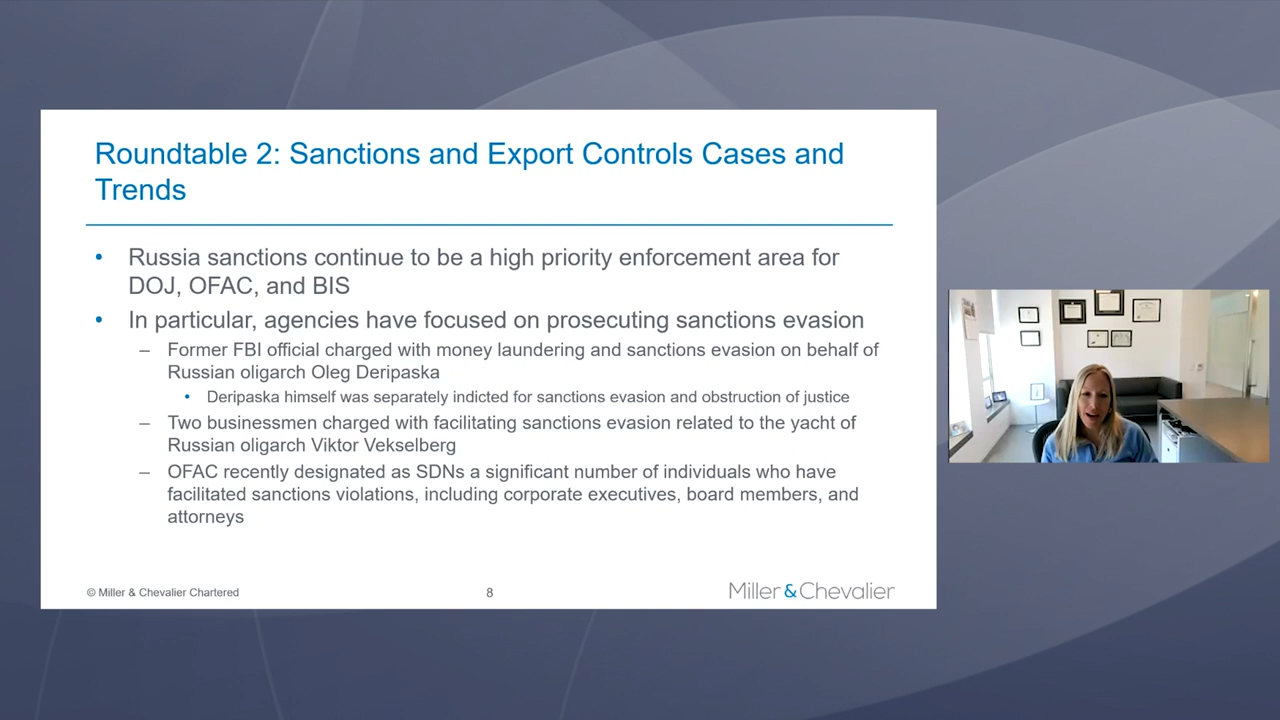 Roundtable 2: Sanctions and Export Controls Cases and
Trends
• Russia sanctions continue to be a high priority enforcement area for
DOJ, OFAC, and BIS
• In particular, agencies have focused on prosecuting sanctions evasion
– Former FBI official charged with money laundering and sanctions evasion on behalf of
Russian oligarch Oleg Deripaska
• Deripaska himself was separately indicted for sanctions evasion and obstruction of justice
– Two businessmen charged with facilitating sanctions evasion related to the yacht of
Russian oligarch Viktor Vekselberg
– OFAC recently designated as SDNs a significant number of individuals who have
facilitated sanctions violations, including corporate executives, board members, and
attorneys
© Miller & Chevalier Chartered
8
Miller&Chevalier